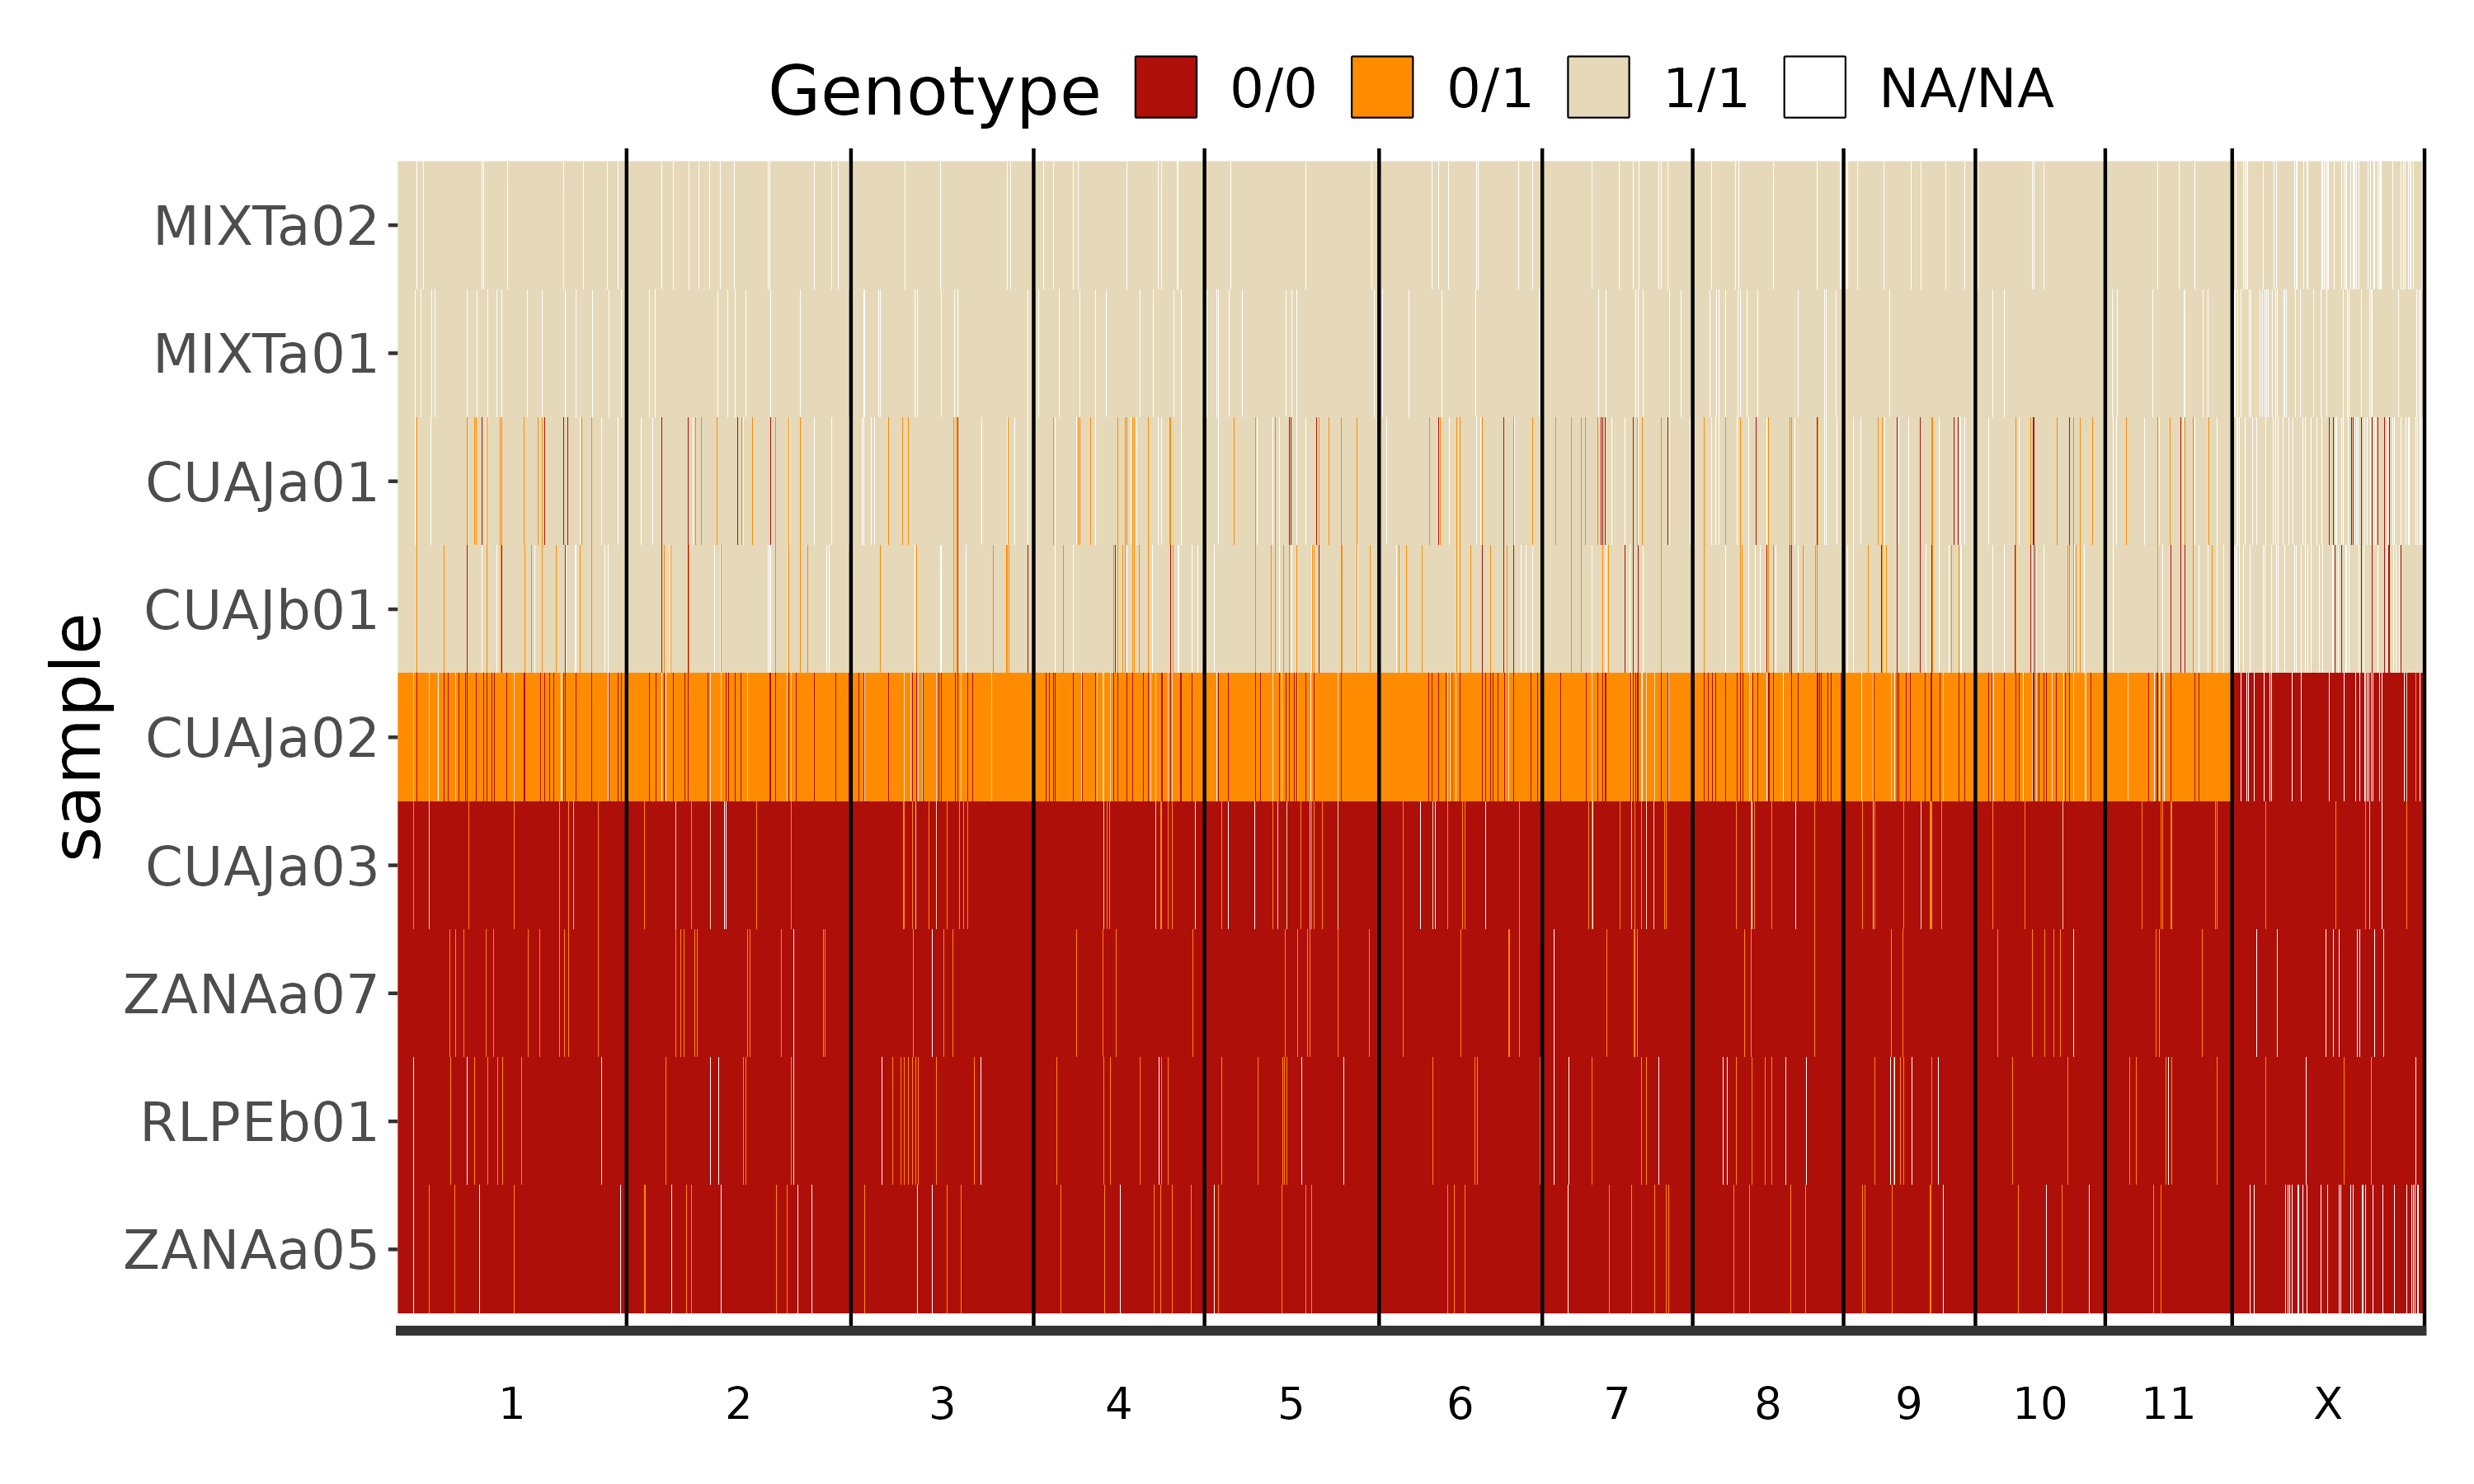 Genotype 0/0 0/1 1/1 NA/NA
MIXTa02
MIXTa01
CUAJa01
CUAJb01
CUAJa02
CUAJa03
ZANAa07
RLPEb01
ZANAa05
sample
1 2 3 4 5 6 7 8 9 10 11 X